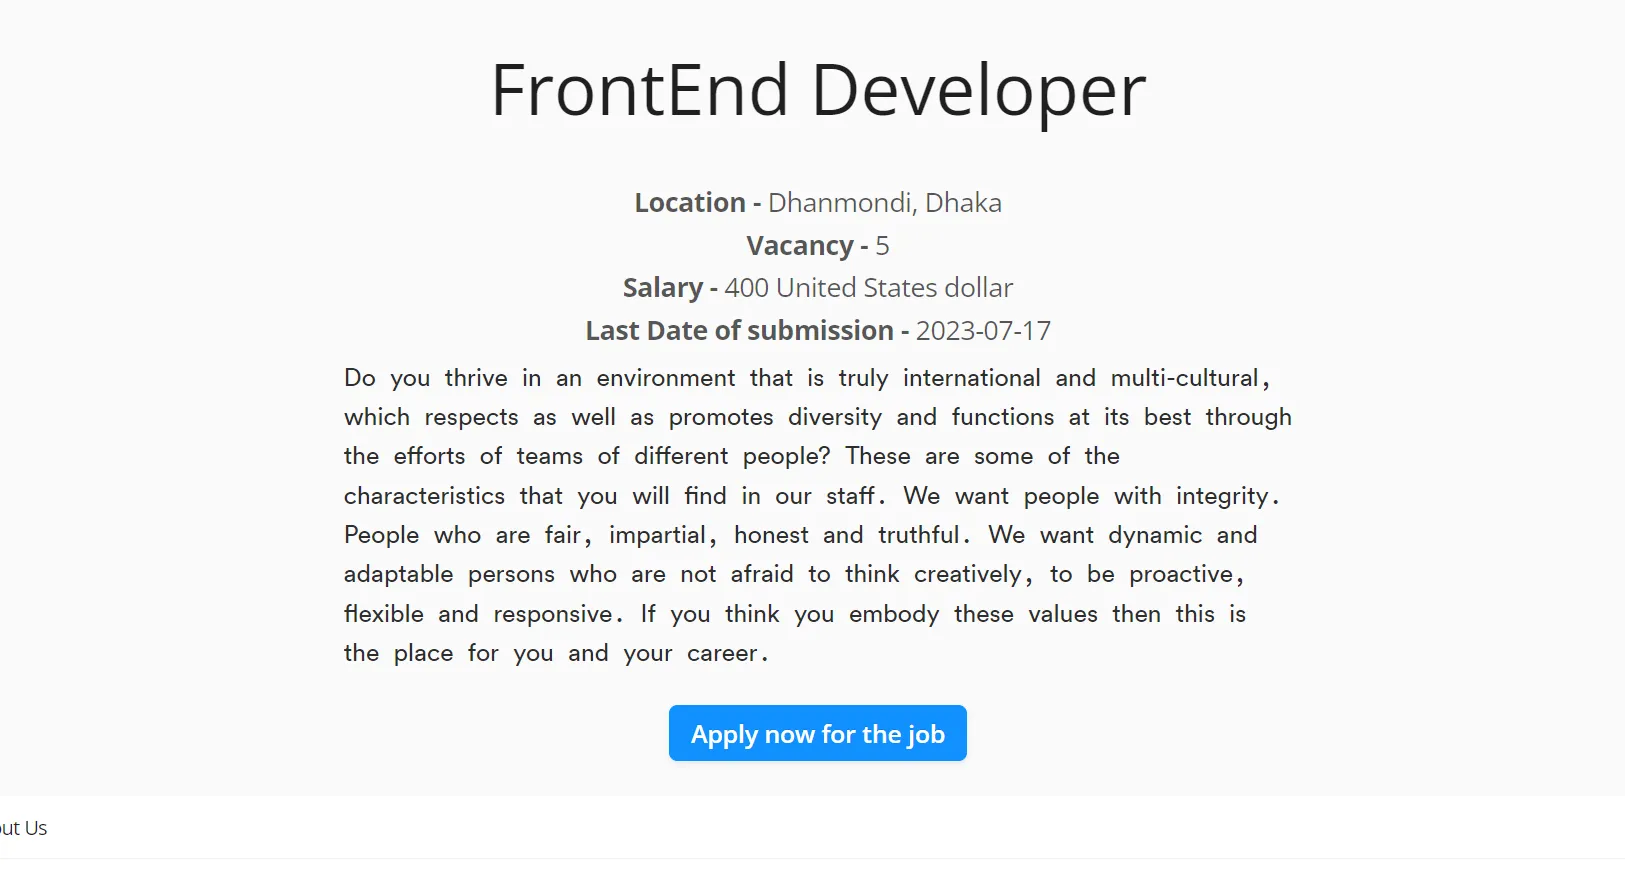 FrontEnd Developer
Location - Dhanmondi, Dhaka
Vacancy - 5
Salary - 400 United States dollar
Last Date of submission - 2023-07-17
Do you thrive in an environment that is truly international and multi-cultural,
which respects as well as promotes diversity and functions at its best through
the efforts of teams of different people? These are some of the
characteristics that you will find in our staff. We want people with integrity.
People who are fair, impartial, honest and truthful. We want dynamic and
adaptable persons who are not afraid to think creatively, to be proactive,
flexible and responsive. If you think you embody these values then this is
the place for you and your career.
Apply now for the job
Us